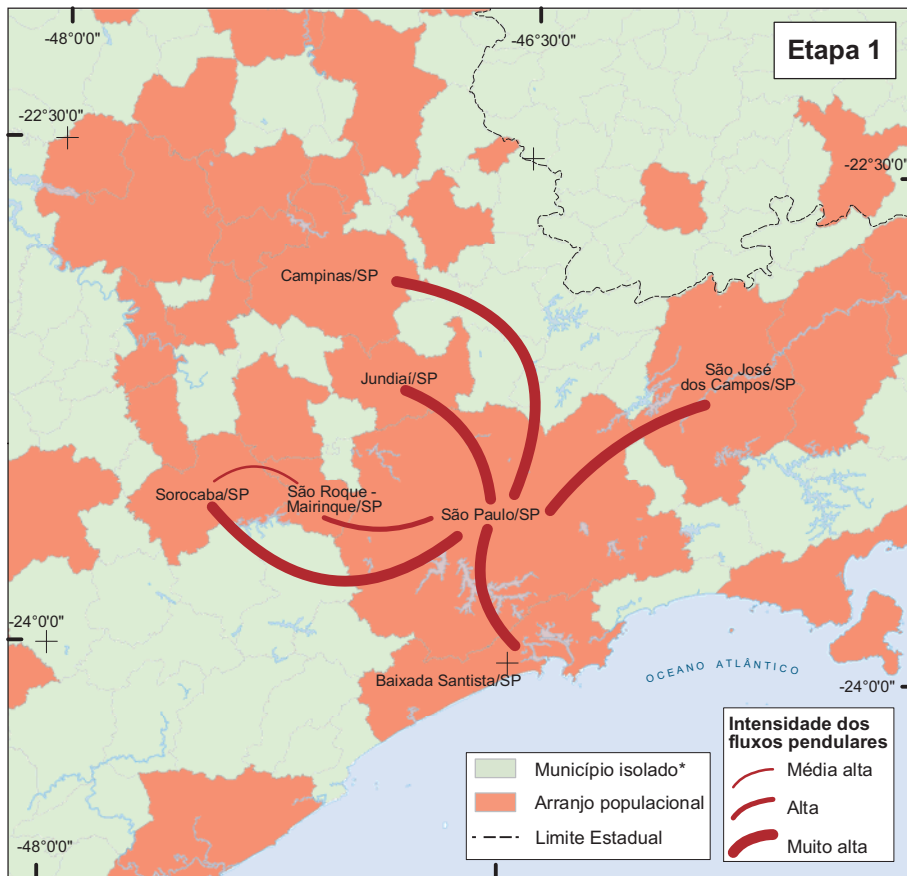 -48°0'0"
-46°30'0"
Etapa 1
-22°30'0"
-22°30'0"
Campinas/SP
Jundiaí/SP
São José
dos Campos/SP
Sorocaba/SP
São Roque -
Mairinque/SP
São Paulo/SP
-24°0'0"
Baixada Santista/SP
OCEANO ATLÂNTICO
-24°0'0"
Intensidade dos
fluxos pendulares
Média alta
Alta
Muito alta
Município isolado*
Arranjo populacional
Limite Estadual
-48°0'0"